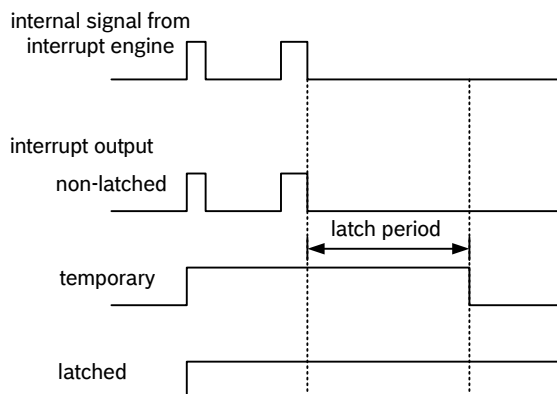 internal signal from
interrupt engine
interrupt output
non-latched
latch period
temporary
latched